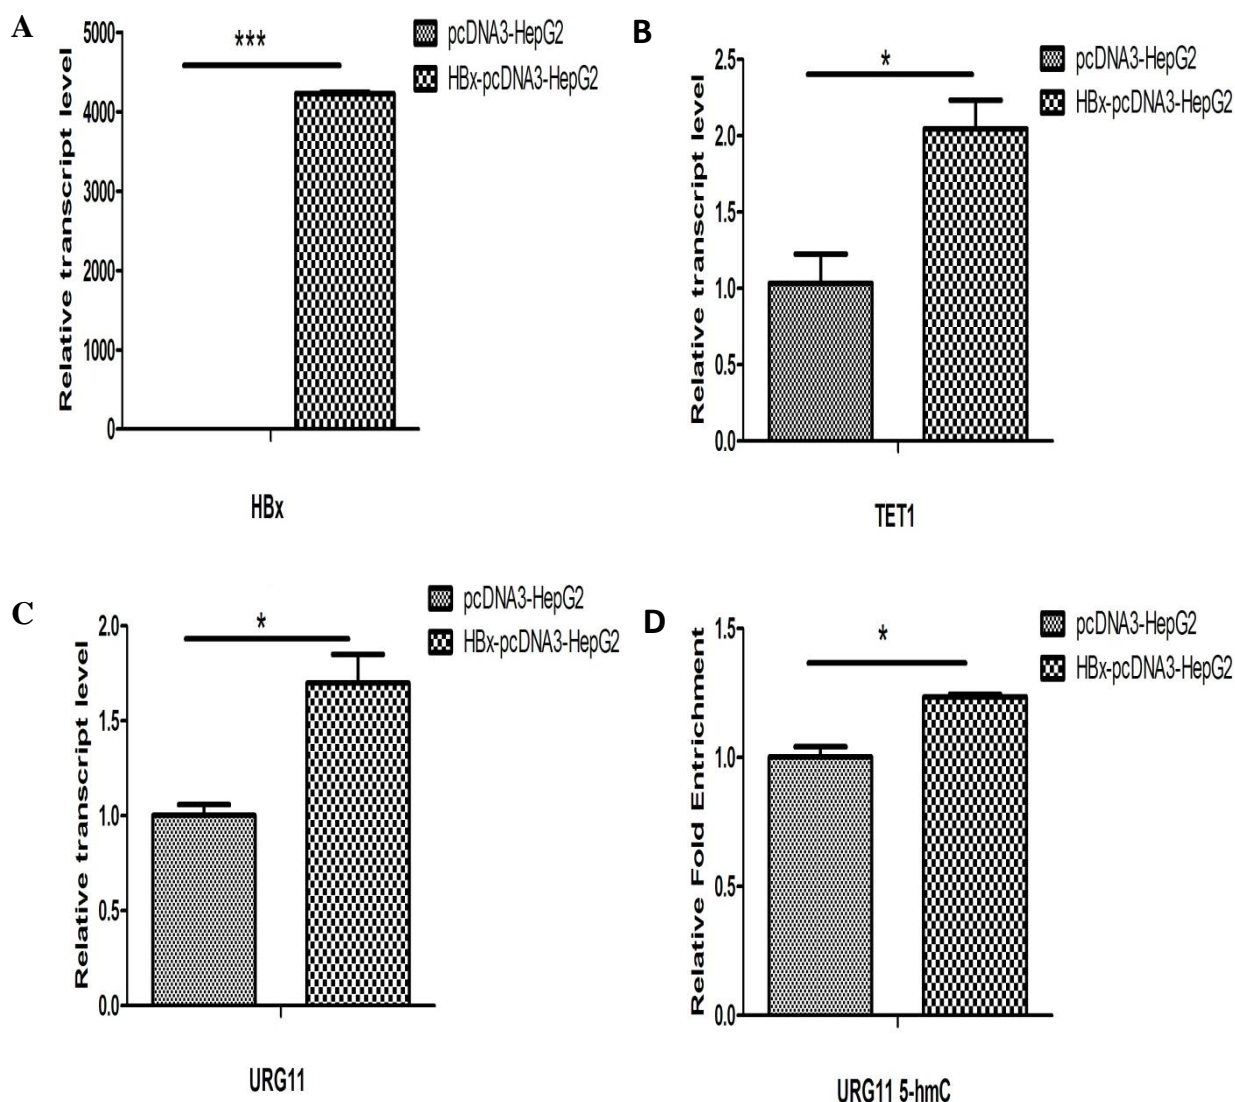 A
Relative transcript level
5000
4000
3000
2000
1000
0
***
pcDNA3-HepG2
HBx-pcDNA3-HepG2
HBx
B
Relative transcript level
2.5
2.0
1.5
1.0
0.5
0.0
*
pcDNA3-HepG2
HBx-pcDNA3-HepG2
TET1
C
Relative transcript level
2.0
1.5
1.0
0.5
0.0
*
pcDNA3-HepG2
HBx-pcDNA3-HepG2
URG11
D
Relative Fold Entrichment
1.5
1.0
0.5
0.0
*
pcDNA3-HepG2
HBx-pcDNA3-HepG2
URG11 5-hmC